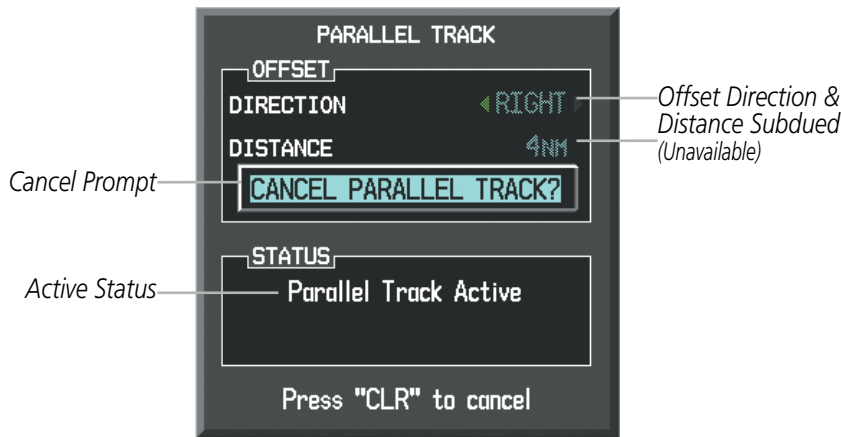 PARALLEL TRACK
OFFSET
DIRECTION
RIGHT
DISTANCE
4NM
CANCEL PARALLEL TRACK?
STATUS
Parallel Track Active
Press "CLR" to cancel
Offset Direction &
Distance Subdued
(Unavailable)
Cancel Prompt
Active Status